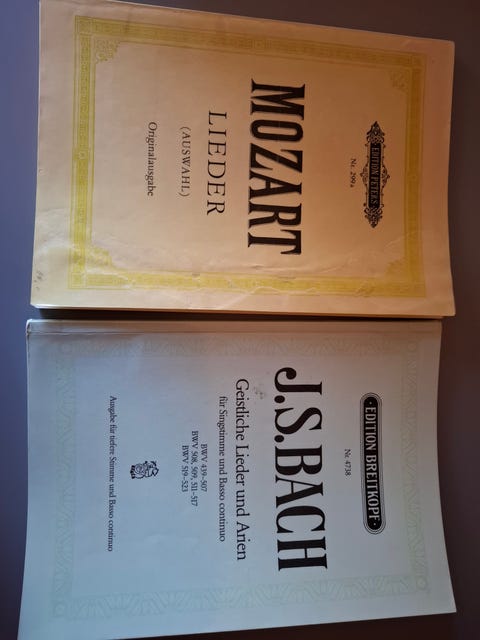 EDITION PETERS
Nr. 299a
MOZART
LIEDER
(AUSWAHL)
Originalausgabe
EDITION BREITKOPF
Nr. 4738
J.S.BACH
Geistliche Lieder und Arien
für Singstimme und Basso continuo
BWV 439–507
BWV 508, 509, 511–517
BWV 519–523
Ausgabe für tiefere Stimme und Basso continuo